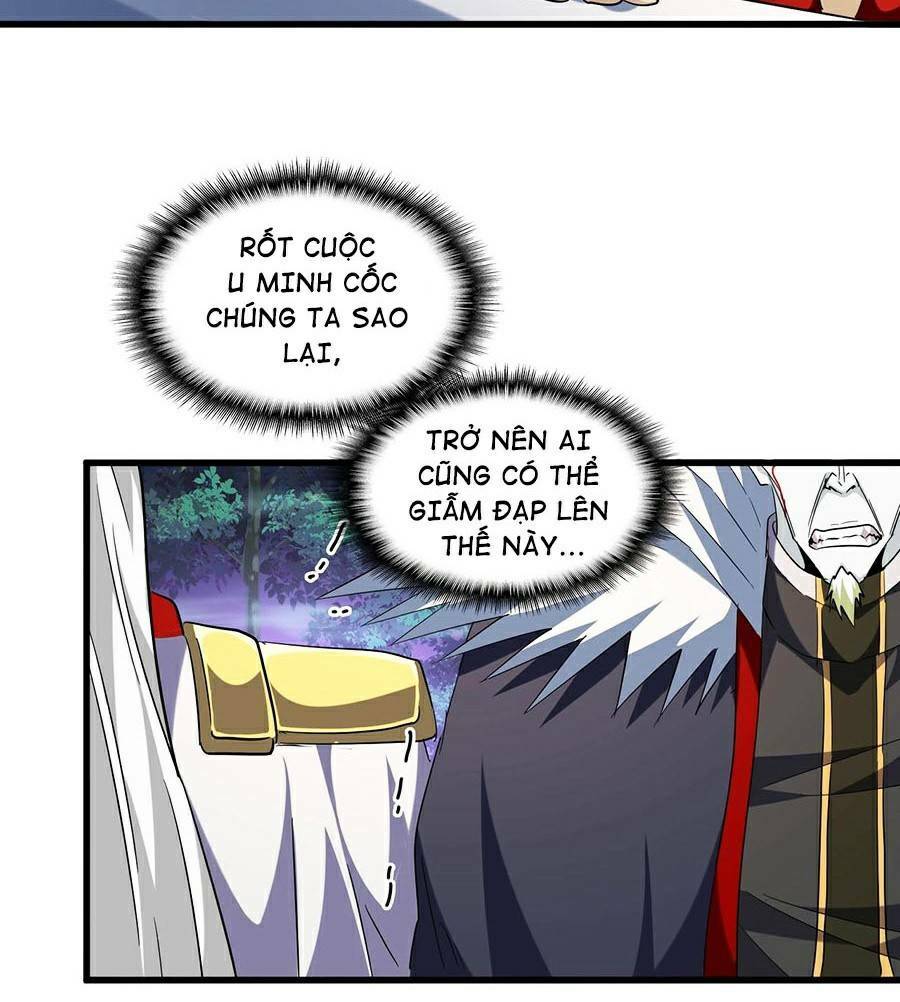 RỐT CUỘC
U MINH CỐC
CHÚNG TA SAO
LẠI,
TRỞ NÊN AI
CŨNG CÓ THỂ
GIẪM ĐẠP LÊN
THẾ NÀY...